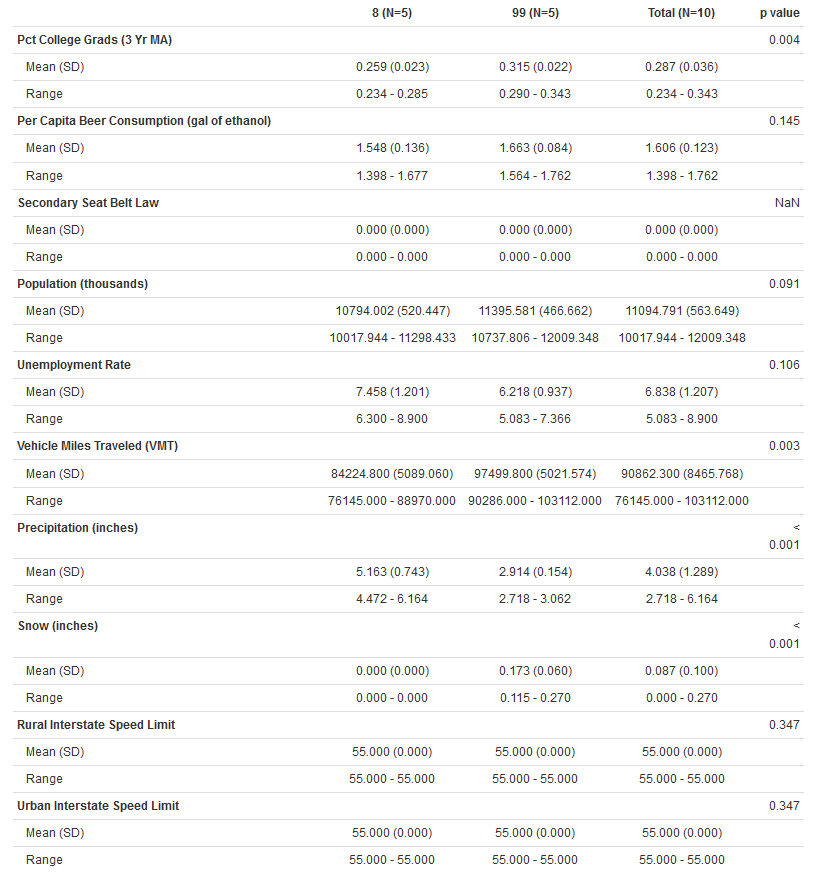 8 (N=5) 99 (N=5) Total (N=10) p value
Pct College Grads (3 Yr MA) 0.004
Mean (SD) 0.259 (0.023) 0.315 (0.022) 0.287 (0.036)
Range 0.234 - 0.285 0.290 - 0.343 0.234 - 0.343
Per Capita Beer Consumption (gal of ethanol) 0.145
Mean (SD) 1.548 (0.136) 1.663 (0.084) 1.606 (0.123)
Range 1.398 - 1.677 1.564 - 1.762 1.398 - 1.762
Secondary Seat Belt Law NaN
Mean (SD) 0.000 (0.000) 0.000 (0.000) 0.000 (0.000)
Range 0.000 - 0.000 0.000 - 0.000 0.000 - 0.000
Population (thousands) 0.091
Mean (SD) 10794.002 (520.447) 11395.581 (466.662) 11094.791 (563.649)
Range 10017.944 - 11298.433 10737.806 - 12009.348 10017.944 - 12009.348
Unemployment Rate 0.106
Mean (SD) 7.458 (1.201) 6.218 (0.937) 6.838 (1.207)
Range 6.300 - 8.900 5.083 - 7.366 5.083 - 8.900
Vehicle Miles Traveled (VMT) 0.003
Mean (SD) 84224.800 (5089.060) 97499.800 (5021.574) 90862.300 (8465.768)
Range 76145.000 - 88970.000 90286.000 - 103112.000 76145.000 - 103112.000
Precipitation (inches) <
0.001
Mean (SD) 5.163 (0.743) 2.914 (0.154) 4.038 (1.289)
Range 4.472 - 6.164 2.718 - 3.062 2.718 - 6.164
Snow (inches) <
0.001
Mean (SD) 0.000 (0.000) 0.173 (0.060) 0.087 (0.100)
Range 0.000 - 0.000 0.115 - 0.270 0.000 - 0.270
Rural Interstate Speed Limit 0.347
Mean (SD) 55.000 (0.000) 55.000 (0.000) 55.000 (0.000)
Range 55.000 - 55.000 55.000 - 55.000 55.000 - 55.000
Urban Interstate Speed Limit 0.347
Mean (SD) 55.000 (0.000) 55.000 (0.000) 55.000 (0.000)
Range 55.000 - 55.000 55.000 - 55.000 55.000 - 55.000